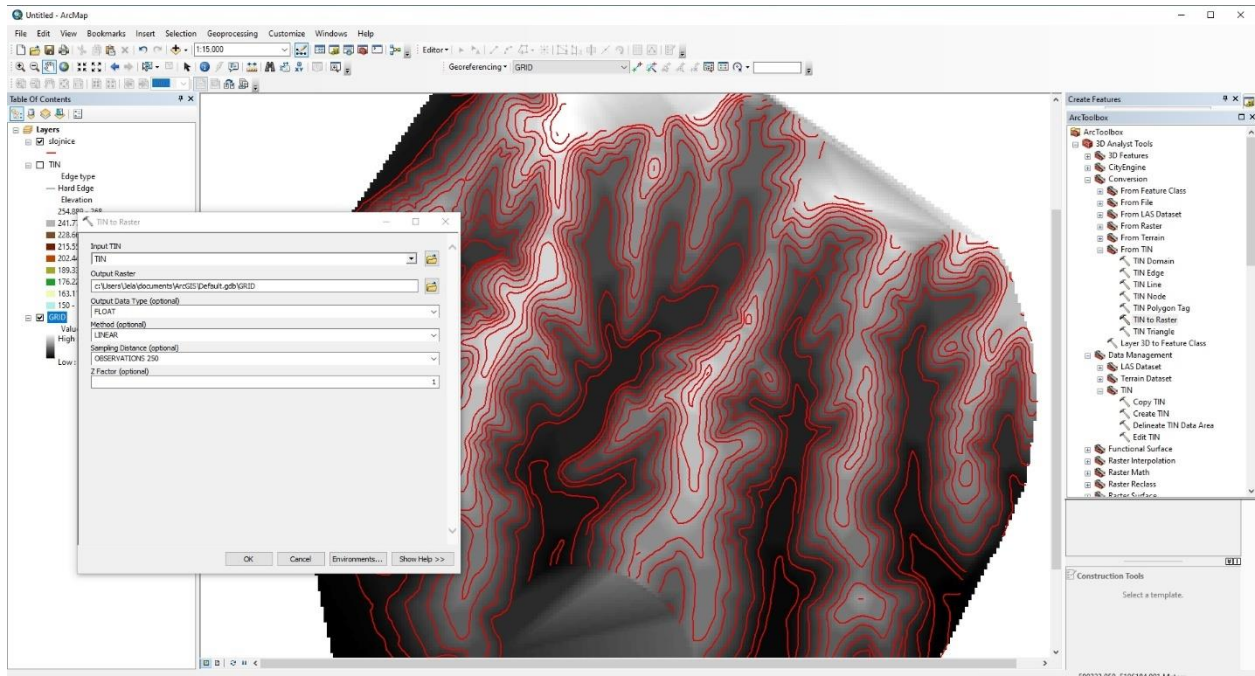 Untitled - ArcMap
File Edit View Bookmarks Insert Selection Geoprocessing Customize Windows Help
1:15,000
Editor
Georeferencing GRID
Table Of Contents
Layers
slojnice
TIN
Edge type
Hard Edge
Elevation
254.889 - 268
241.7
228.66
215.55
202.44
189.33
176.22
163.11
150 -
GRID
Valu
High
Low :
TIN to Raster
Input TIN
TIN
Output Raster
c:\Users\lela\documents\ArcGIS\Default.gdb\GRID
Output Data Type (optional)
FLOAT
Method (optional)
LINEAR
Sampling Distance (optional)
OBSERVATIONS 250
Z Factor (optional)
1
OK Cancel Environments... Show Help >>
Create Features
ArcToolbox
ArcToolbox
3D Analyst Tools
3D Features
CityEngine
Conversion
From Feature Class
From File
From LAS Dataset
From Raster
From Terrain
From TIN
TIN Domain
TIN Edge
TIN Line
TIN Node
TIN Polygon Tag
TIN to Raster
TIN Triangle
Layer 3D to Feature Class
Data Management
LAS Dataset
Terrain Dataset
TIN
Copy TIN
Create TIN
Delineate TIN Data Area
Edit TIN
Functional Surface
Raster Interpolation
Raster Math
Raster Reclass
Raster Surface
Construction Tools
Select a template.